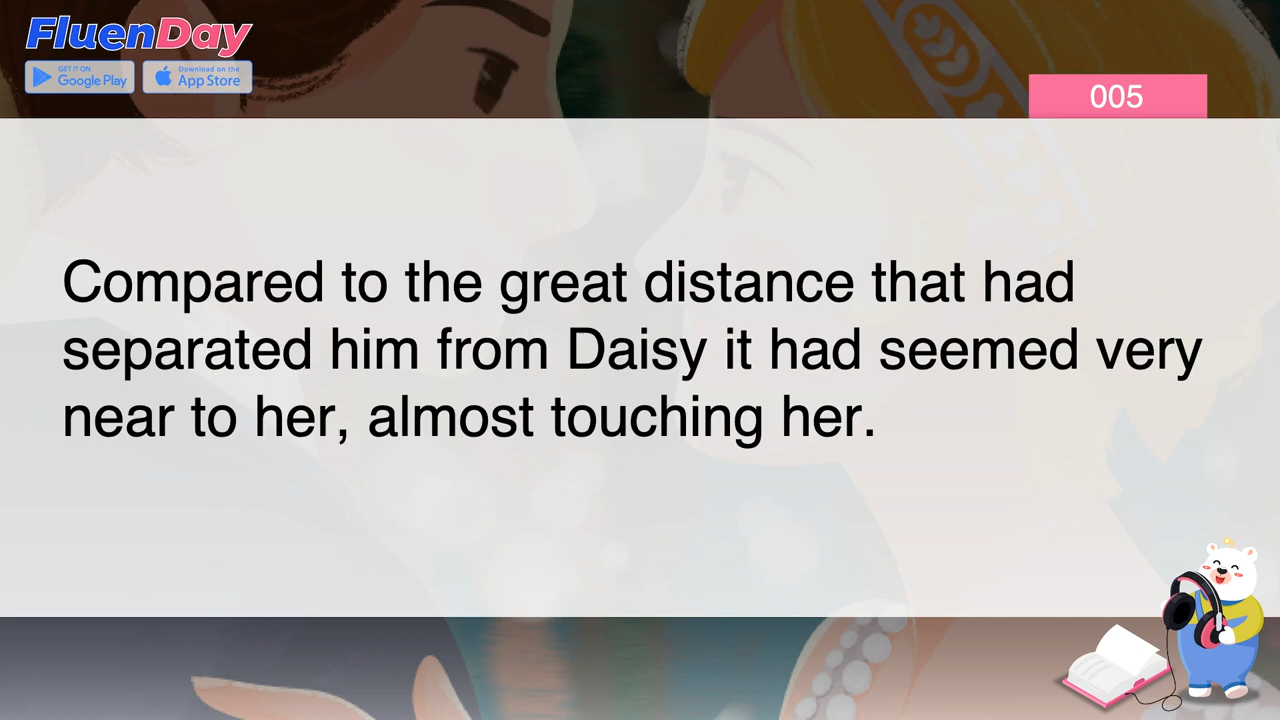 FluenDay
GET IT ON
Google Play
Download on the
App Store
005
Compared to the great distance that had
separated him from Daisy it had seemed very
near to her, almost touching her.